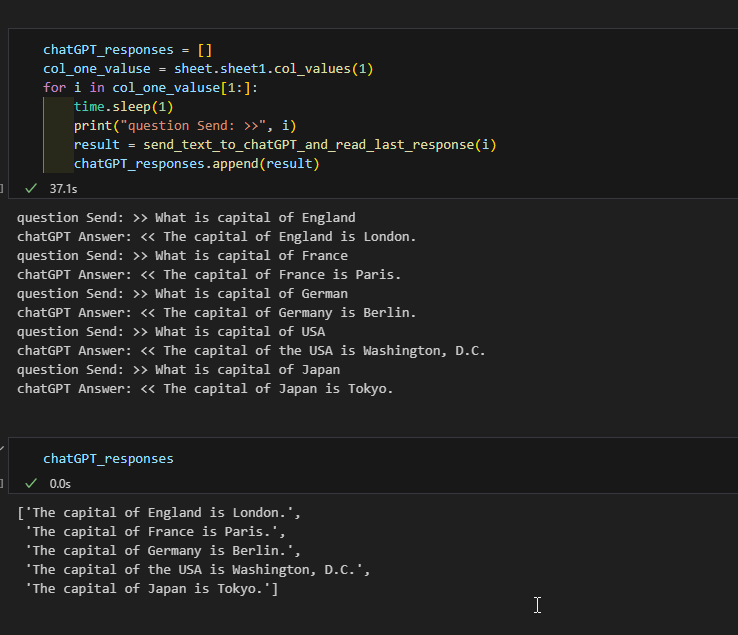 chatGPT_responses = []
col_one_valuse = sheet.sheet1.col_values(1)
for i in col_one_valuse[1:]:
    time.sleep(1)
    print("question Send: >>", i)
    result = send_text_to_chatGPT_and_read_last_response(i)
    chatGPT_responses.append(result)
] ✓ 37.1s
question Send: >> What is capital of England
chatGPT Answer: << The capital of England is London.
question Send: >> What is capital of France
chatGPT Answer: << The capital of France is Paris.
question Send: >> What is capital of German
chatGPT Answer: << The capital of Germany is Berlin.
question Send: >> What is capital of USA
chatGPT Answer: << The capital of the USA is Washington, D.C.
question Send: >> What is capital of Japan
chatGPT Answer: << The capital of Japan is Tokyo.
chatGPT_responses
] ✓ 0.0s
['The capital of England is London.',
 'The capital of France is Paris.',
 'The capital of Germany is Berlin.',
 'The capital of the USA is Washington, D.C.',
 'The capital of Japan is Tokyo.']